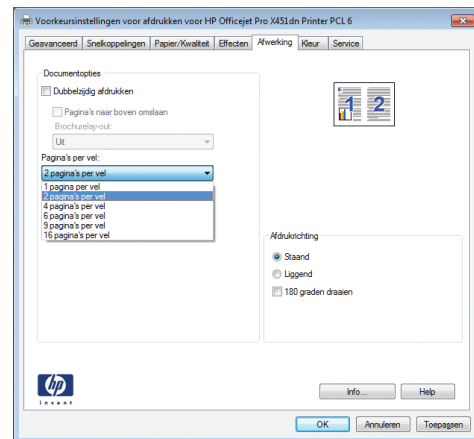 Voorkeursinstellingen voor afdrukken voor HP Officejet Pro X451dn Printer PCL 6
Geavanceerd Snelkoppelingen Papier/Kwaliteit Effecten Afwerking Kleur Service
Documentopties
Dubbelzijdig afdrukken
Pagina's naar boven omslaan
Brochurelay-out:
Uit
Pagina's per vel:
2 pagina's per vel
1 pagina per vel
2 pagina's per vel
4 pagina's per vel
6 pagina's per vel
9 pagina's per vel
16 pagina's per vel
1 2
Afdrukrichting
Staand
Liggend
180 graden draaien
hp
invent
Info... Help
OK Annuleren Toepassen